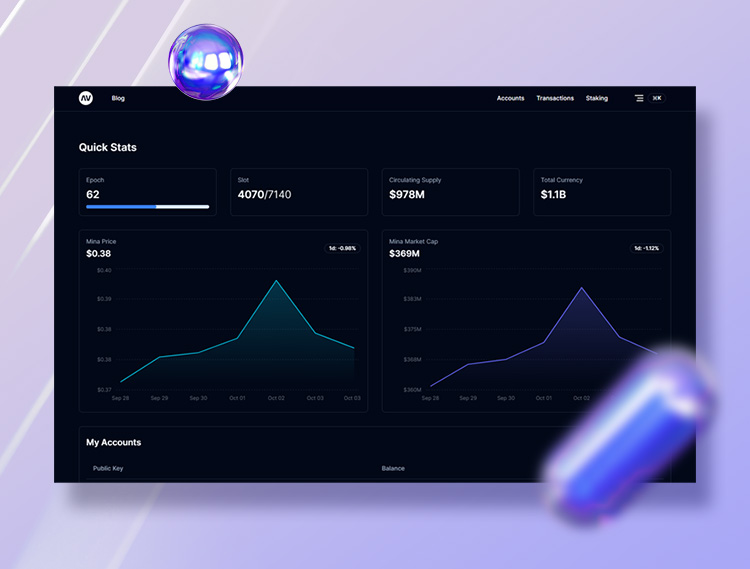 AV Blog Accounts Transactions Staking ⌘K
Quick Stats
Epoch Slot Circulating Supply Total Currency
62 4070/7140 $978M $1.1B
Mina Price 1d: -0.98% Mina Market Cap 1d: -1.12%
$0.38 $369M
$0.40 $390M
$0.39 $383M
$0.38 $375M
$0.38 $368M
$0.37 $360M
Sep 28 Sep 29 Sep 30 Oct 01 Oct 02 Oct 03 Oct 03 Sep 28 Sep 29 Sep 30 Oct 01 Oct 02
My Accounts
Public Key Balance